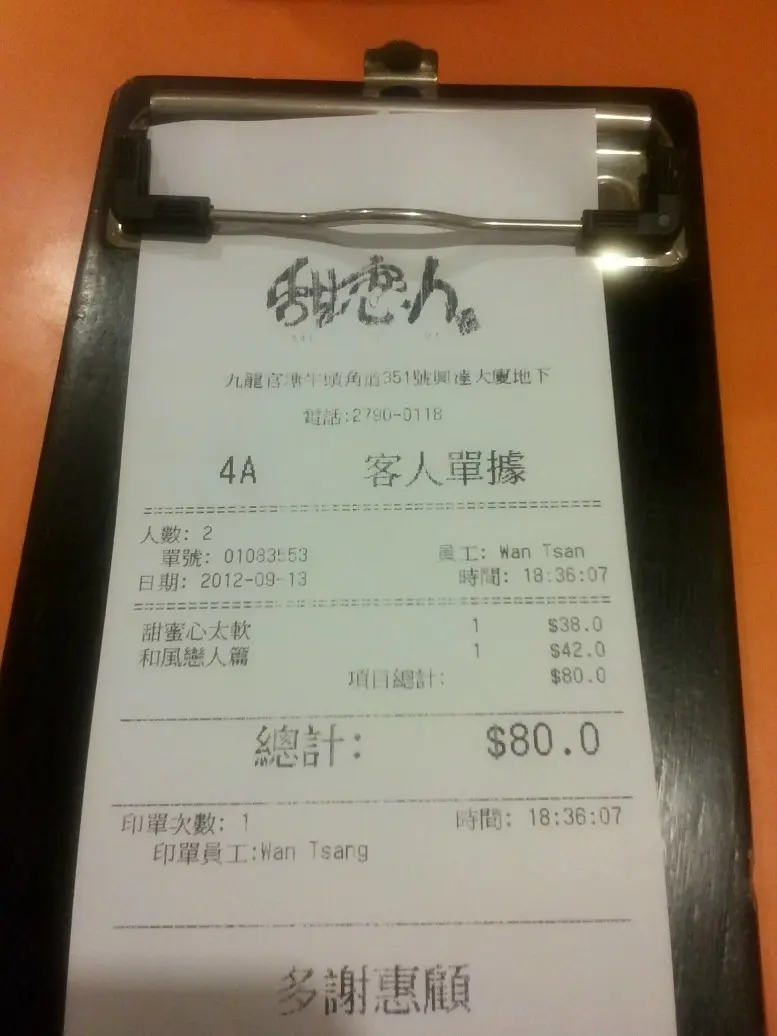 甜戀人
九龍官塘牛頭角道351號興達大廈地下
電話:2790-0118
4A 客人單據
人數: 2
單號: 01083553 員工: Wan Tsan
日期: 2012-09-13 時間: 18:36:07
甜蜜心太軟 1 $38.0
和風戀人篇 1 $42.0
項目總計: $80.0
總計: $80.0
印單次數: 1 時間: 18:36:07
印單員工:Wan Tsang
多謝惠顧